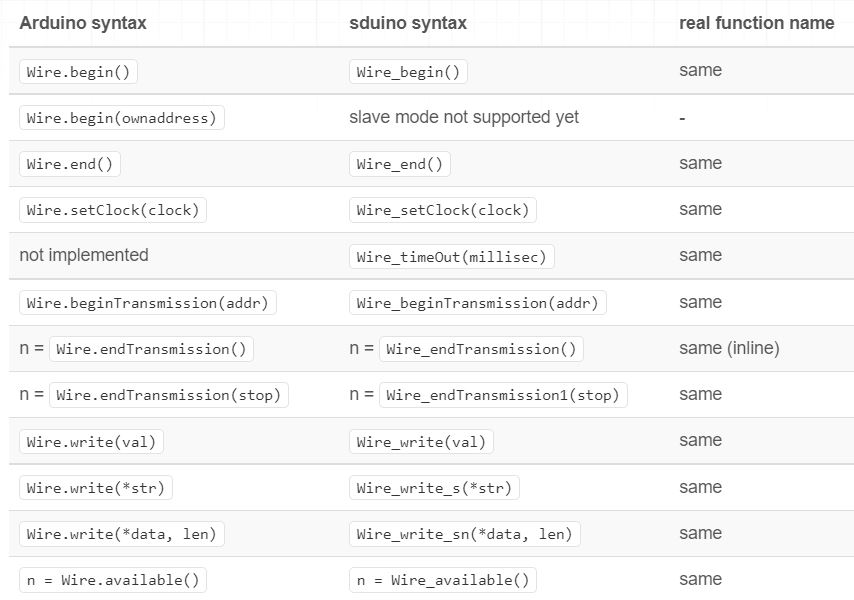 Arduino syntax sduino syntax real function name
Wire.begin() Wire_begin() same
Wire.begin(ownaddress) slave mode not supported yet -
Wire.end() Wire_end() same
Wire.setClock(clock) Wire_setClock(clock) same
not implemented Wire_timeOut(millisec) same
Wire.beginTransmission(addr) Wire_beginTransmission(addr) same
n = Wire.endTransmission() n = Wire_endTransmission() same (inline)
n = Wire.endTransmission(stop) n = Wire_endTransmission1(stop) same
Wire.write(val) Wire_write(val) same
Wire.write(*str) Wire_write_s(*str) same
Wire.write(*data, len) Wire_write_sn(*data, len) same
n = Wire.available() n = Wire_available() same